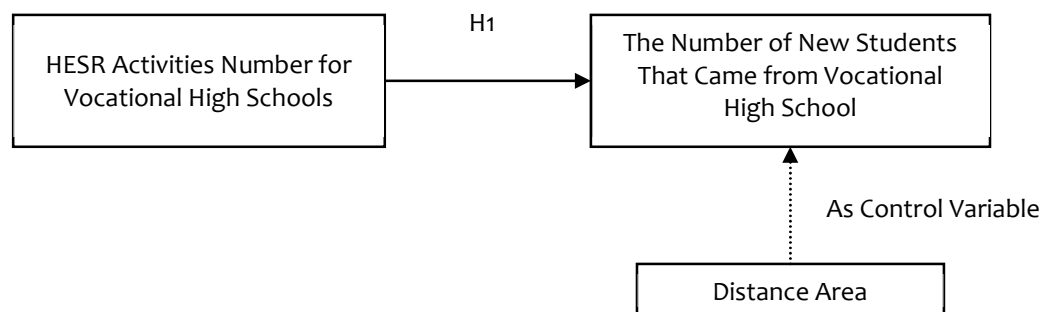 H1
HESR Activities Number for
Vocational High Schools
The Number of New Students
That Came from Vocational
High School
As Control Variable
Distance Area